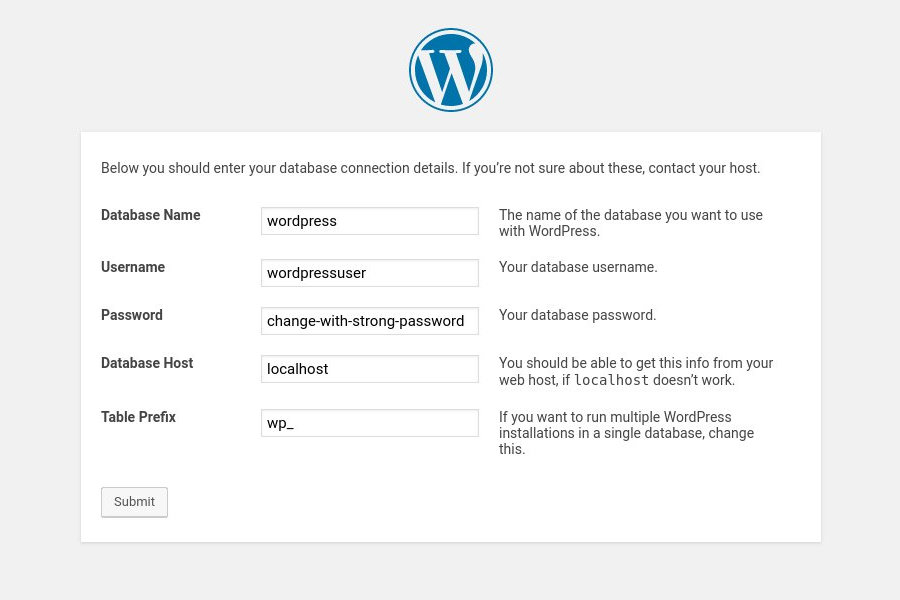 Below you should enter your database connection details. If you’re not sure about these, contact your host.
Database Name
wordpress
The name of the database you want to use
with WordPress.
Username
wordpressuser
Your database username.
Password
change-with-strong-password
Your database password.
Database Host
localhost
You should be able to get this info from your
web host, if localhost doesn’t work.
Table Prefix
wp_
If you want to run multiple WordPress
installations in a single database, change
this.
Submit